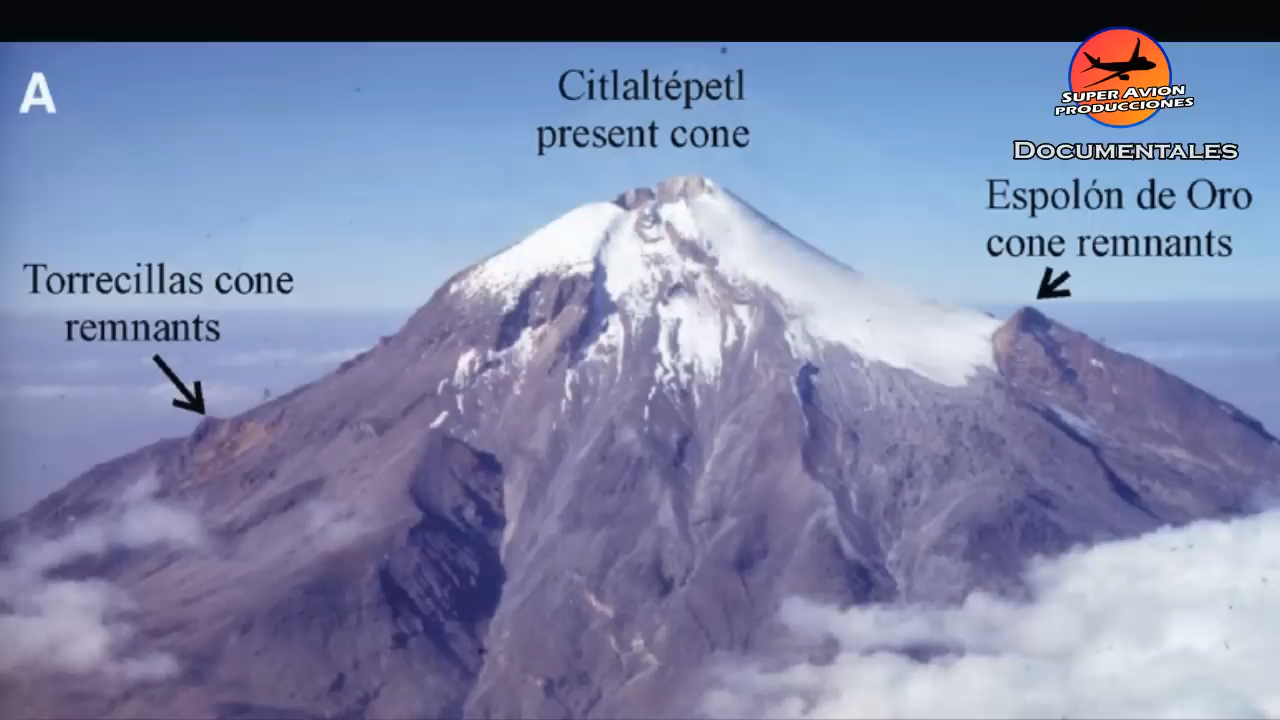 A
Citlaltépetl
present cone
SUPER AVION
PRODUCCIONES
DOCUMENTALES
Espolón de Oro
cone remnants
Torrecillas cone
remnants